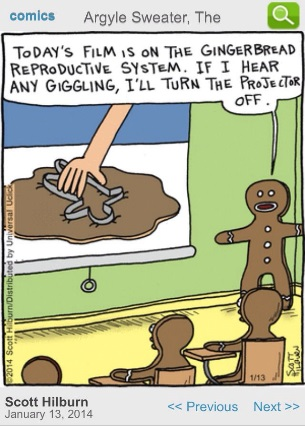 comics
Argyle Sweater, The
TODAY'S FILM IS ON THE GINGERBREAD
REPRODUCTIVE SYSTEM. IF I HEAR
ANY GIGGLING, I'LL TURN THE PROJECTOR
OFF.
©2014 Scott Hilburn/Distributed by Universal Uclick
1/13
SCOTT
HILBURN
Scott Hilburn
January 13, 2014
<< Previous
Next >>